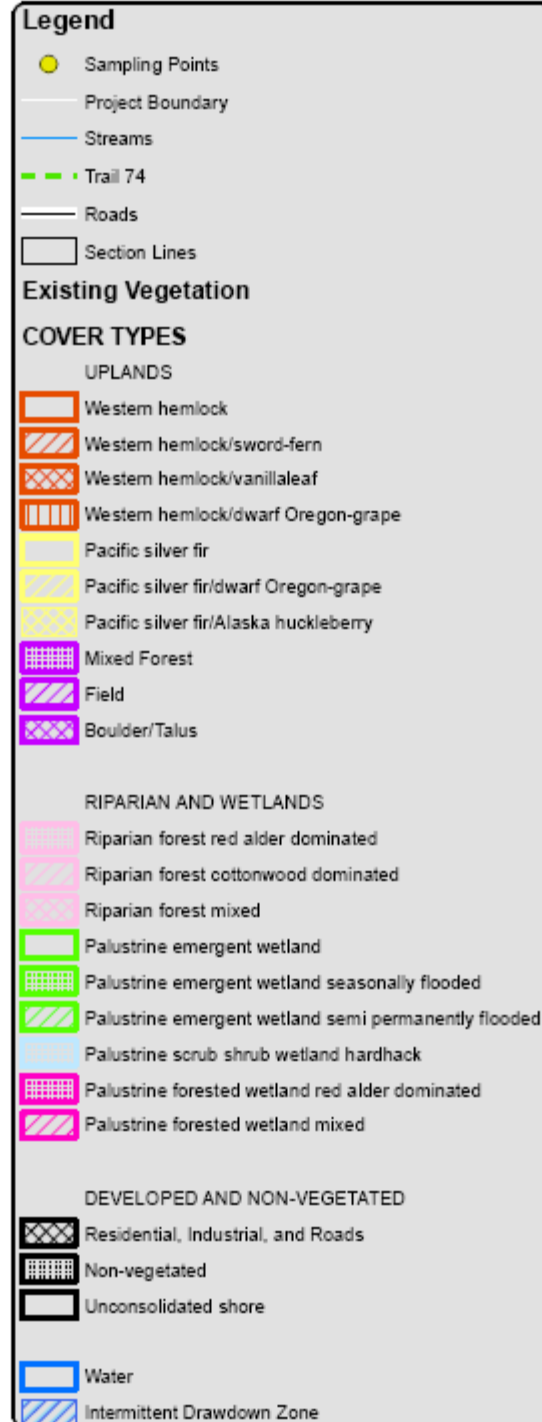 Legend
Sampling Points
Project Boundary
Streams
Trail 74
Roads
Section Lines
Existing Vegetation
COVER TYPES
UPLANDS
Western hemlock
Western hemlock/sword-fern
Western hemlock/vanillaleaf
Western hemlock/dwarf Oregon-grape
Pacific silver fir
Pacific silver fir/dwarf Oregon-grape
Pacific silver fir/Alaska huckleberry
Mixed Forest
Field
Boulder/Talus
RIPARIAN AND WETLANDS
Riparian forest red alder dominated
Riparian forest cottonwood dominated
Riparian forest mixed
Palustrine emergent wetland
Palustrine emergent wetland seasonally flooded
Palustrine emergent wetland semi permanently flooded
Palustrine scrub shrub wetland hardhack
Palustrine forested wetland red alder dominated
Palustrine forested wetland mixed
DEVELOPED AND NON-VEGETATED
Residential, Industrial, and Roads
Non-vegetated
Unconsolidated shore
Water
Intermittent Drawdown Zone